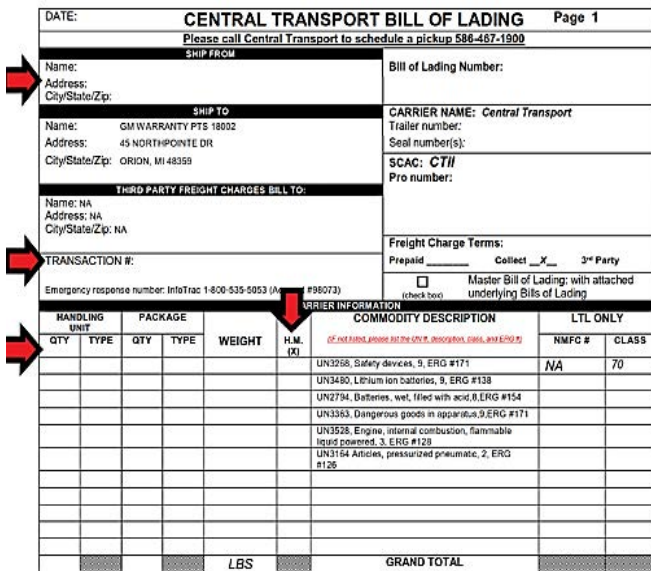 DATE: CENTRAL TRANSPORT BILL OF LADING Page 1
Please call Central Transport to schedule a pickup 586-467-1900
SHIP FROM
Name:
Address:
City/State/Zip:
Bill of Lading Number:
SHIP TO
Name: GM WARRANTY PTS 18002
Address: 45 NORTHPOINTE DR
City/State/Zip: ORION, MI 48359
CARRIER NAME: Central Transport
Trailer number:
Seal number(s):
SCAC: CTII
Pro number:
THIRD PARTY FREIGHT CHARGES BILL TO:
Name: NA
Address: NA
City/State/Zip: NA
TRANSACTION #:
Emergency response number: InfoTrac 1-800-535-5053 #98073)
Freight Charge Terms:
Prepaid ________ Collect _X__ 3rd Party
(check box)
Master Bill of Lading: with attached
underlying Bills of Lading
ARRIER INFORMATION
HANDLING UNIT PACKAGE COMMODITY DESCRIPTION LTL ONLY
QTY TYPE QTY TYPE WEIGHT H.M. (X) (IF not listed, please list the UN #, description, class, and ERG #) NMFC # CLASS
UN3268, Safety devices, 9, ERG #171 NA 70
UN3480, Lithium ion batteries, 9, ERG #138
UN2794, Batteries, wet, filled with acid,8,ERG #154
UN3363, Dangerous goods in apparatus,9,ERG #171
UN3528, Engine, internal combustion, flammable
liquid powered, 3, ERG #128
UN3164 Articles, pressurized pneumatic, 2, ERG
#126
LBS GRAND TOTAL